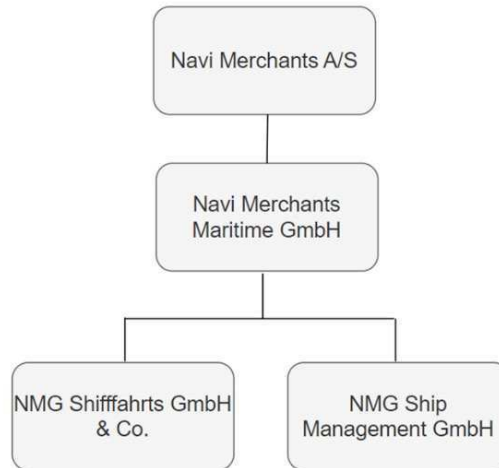 Navi Merchants A/S
Navi Merchants
Maritime GmbH
NMG Shifffahrts GmbH
& Co.
NMG Ship
Management GmbH